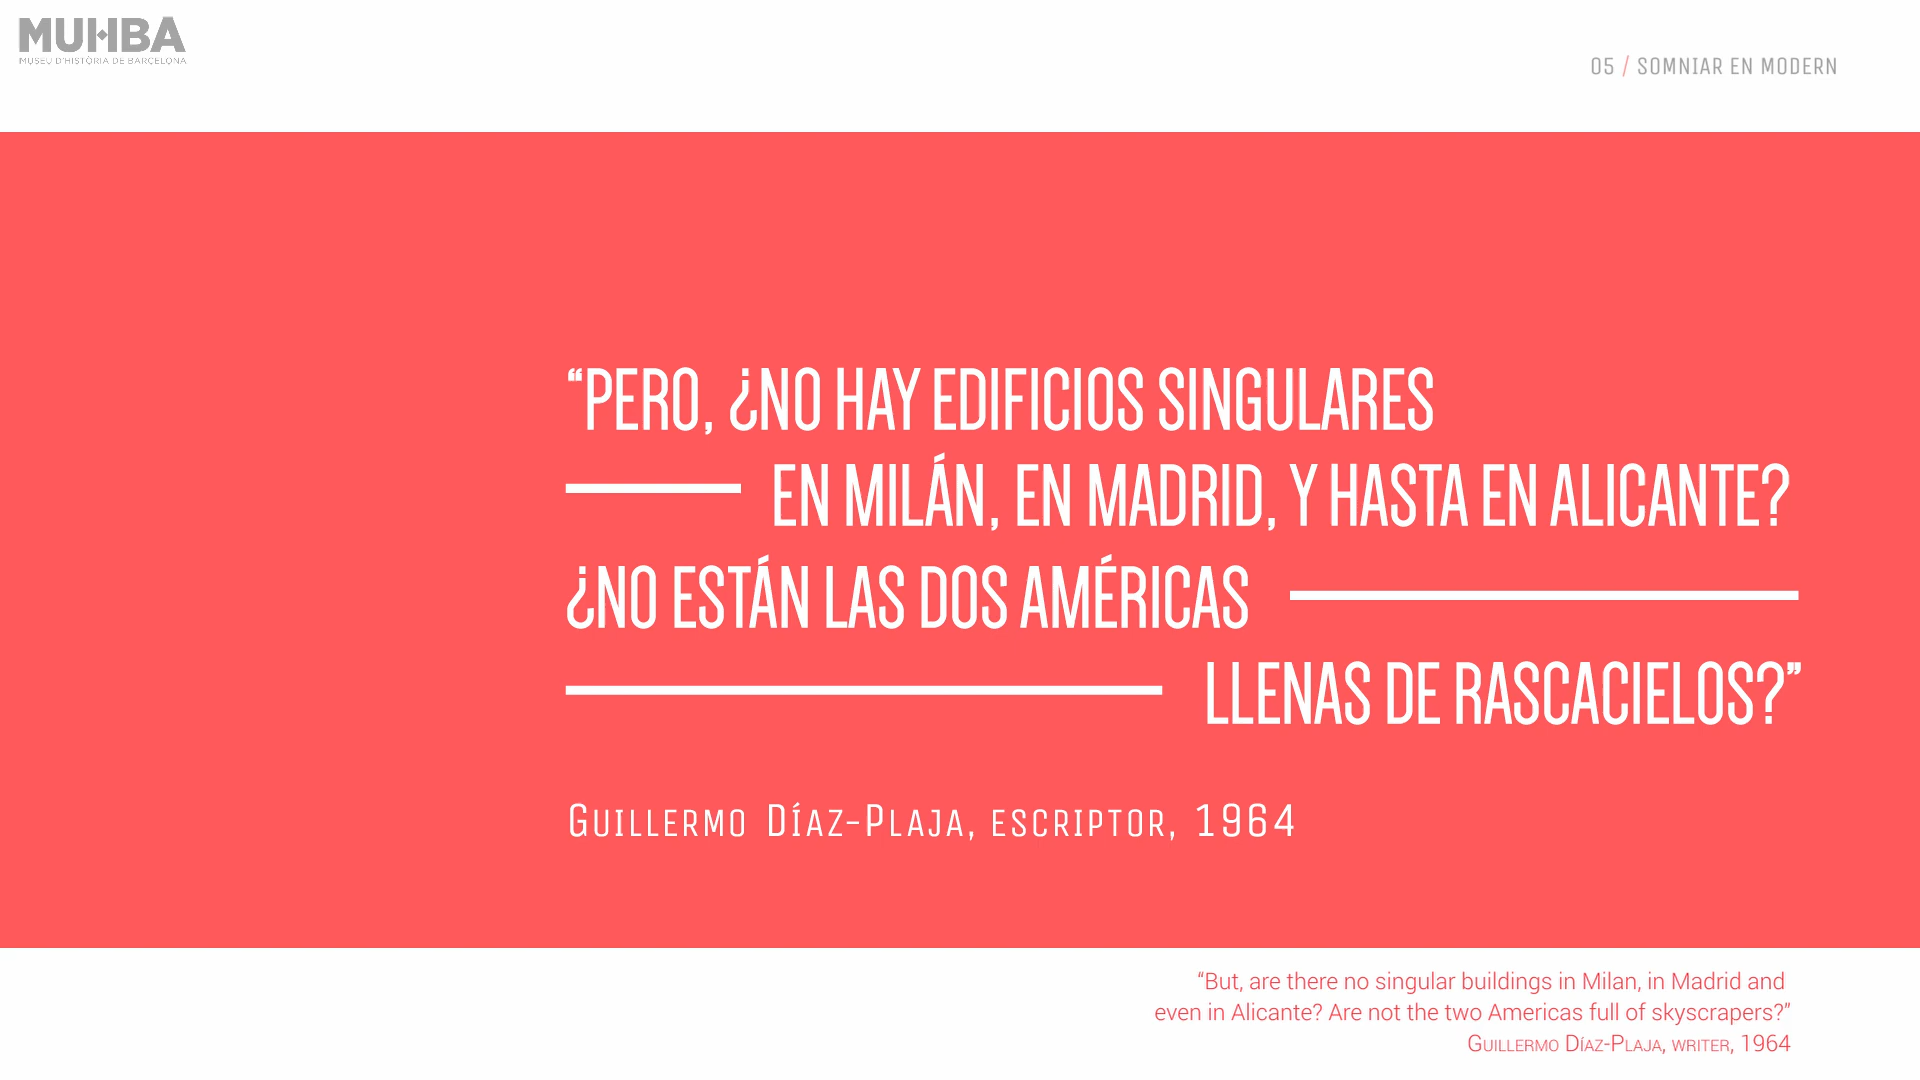 MUHBA
MUSEU D'HISTÒRIA DE BARCELONA
05 / SOMNIAR EN MODERN
“PERO, ¿NO HAY EDIFICIOS SINGULARES
EN MILÁN, EN MADRID, Y HASTA EN ALICANTE?
¿NO ESTÁN LAS DOS AMÉRICAS
LLENAS DE RASCACIELOS?”
Guillermo Díaz-Plaja, escriptor, 1964
“But, are there no singular buildings in Milan, in Madrid and
even in Alicante? Are not the two Americas full of skyscrapers?”
Guillermo Díaz-Plaja, writer, 1964